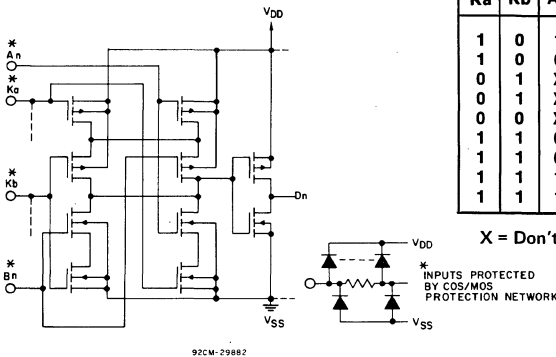 VDD
*
An
*
Ka
*
Kb
*
Bn
Dn
VSS
Ka Kb
1 0
1 0
0 1
0 1
0 0
1 1
1 1
1 1
1 1
X = Don't
VDD
*
INPUTS PROTECTED
BY COS/MOS
PROTECTION NETWORK
VSS
92CM-29882